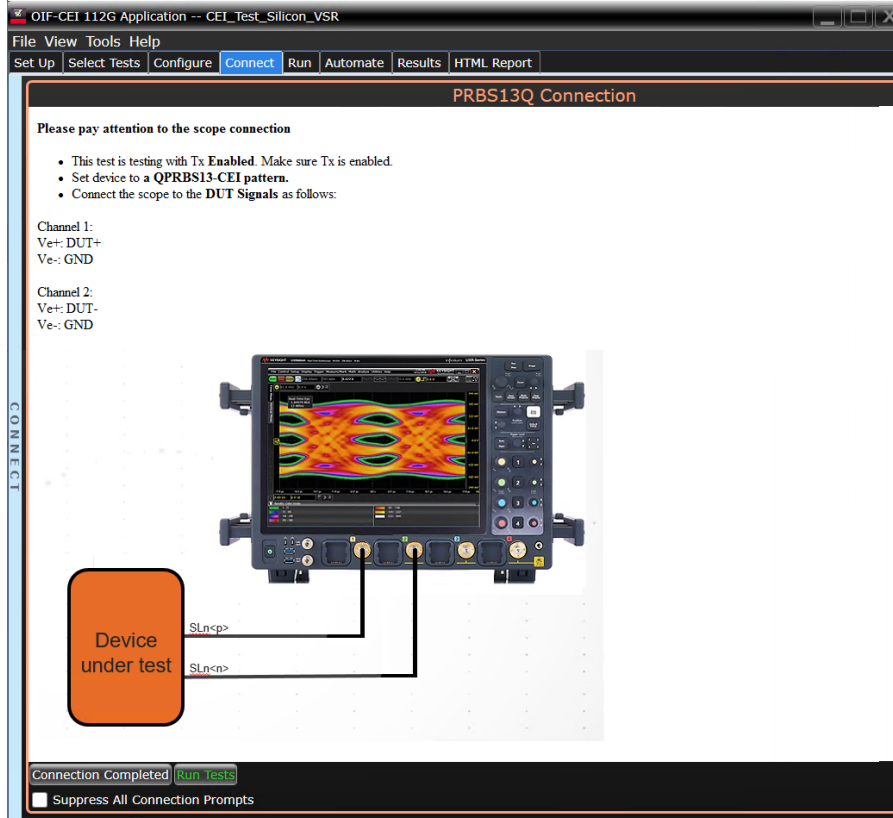 OIF-CEI 112G Application -- CEI_Test_Silicon_VSR
File View Tools Help
Set Up Select Tests Configure Connect Run Automate Results HTML Report
PRBS13Q Connection
Please pay attention to the scope connection
• This test is testing with Tx Enabled. Make sure Tx is enabled.
• Set device to a QPRBS13-CEI pattern.
• Connect the scope to the DUT Signals as follows:
Channel 1:
Ve+: DUT+
Ve-: GND
Channel 2:
Ve+: DUT-
Ve-: GND
CONNECT
1
2
3
4
SLn<p>
Device
under test
SLn<n>
Connection Completed Run Tests
Suppress All Connection Prompts